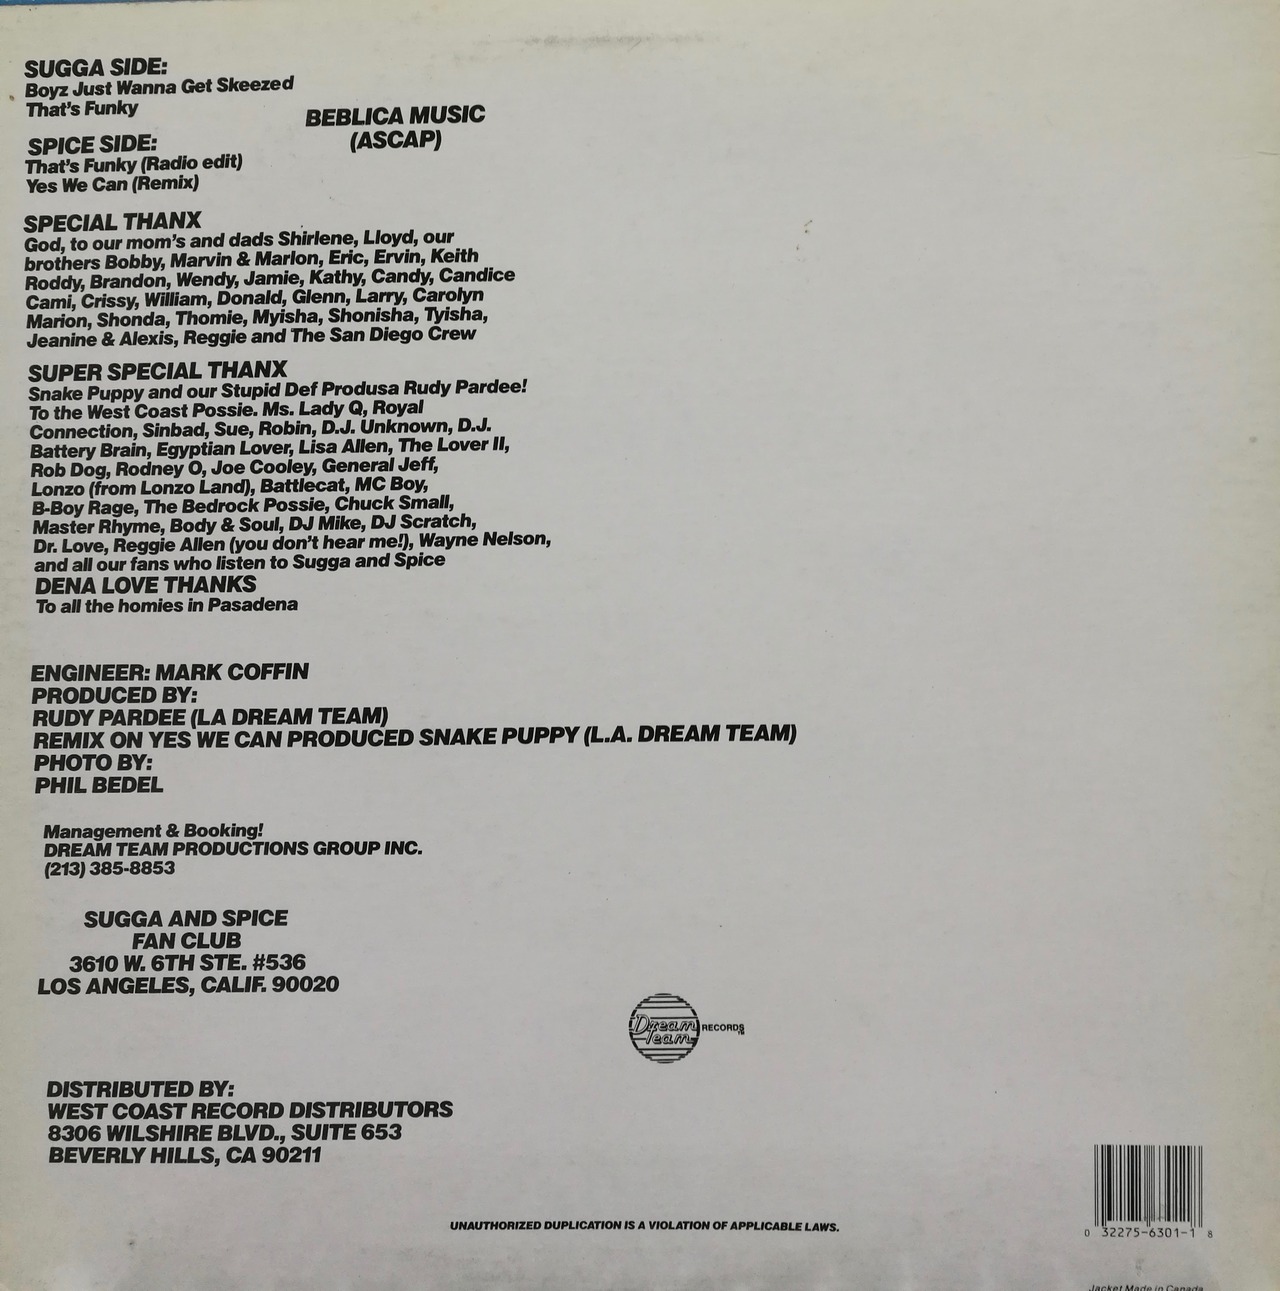 SUGGA SIDE:
Boyz Just Wanna Get Skeezed
That's Funky
BEBLICA MUSIC
(ASCAP)
SPICE SIDE:
That's Funky (Radio edit)
Yes We Can (Remix)
SPECIAL THANX
God, to our mom's and dads Shirlene, Lloyd, our
brothers Bobby, Marvin & Marlon, Eric, Ervin, Keith
Roddy, Brandon, Wendy, Jamie, Kathy, Candy, Candice
Cami, Crissy, William, Donald, Glenn, Larry, Carolyn
Marion, Shonda, Thomie, Myisha, Shonisha, Tyisha,
Jeanine & Alexis, Reggie and The San Diego Crew
SUPER SPECIAL THANX
Snake Puppy and our Stupid Def Produsa Rudy Pardee!
To the West Coast Possie. Ms. Lady Q, Royal
Connection, Sinbad, Sue, Robin, D.J. Unknown, D.J.
Battery Brain, Egyptian Lover, Lisa Allen, The Lover II,
Rob Dog, Rodney O, Joe Cooley, General Jeff,
Lonzo (from Lonzo Land), Battlecat, MC Boy,
B-Boy Rage, The Bedrock Possie, Chuck Small,
Master Rhyme, Body & Soul, DJ Mike, DJ Scratch,
Dr. Love, Reggie Allen (you don't hear me!), Wayne Nelson,
and all our fans who listen to Sugga and Spice
DENA LOVE THANKS
To all the homies in Pasadena
ENGINEER: MARK COFFIN
PRODUCED BY:
RUDY PARDEE (LA DREAM TEAM)
REMIX ON YES WE CAN PRODUCED SNAKE PUPPY (L.A. DREAM TEAM)
PHOTO BY:
PHIL BEDEL
Management & Booking!
DREAM TEAM PRODUCTIONS GROUP INC.
(213) 385-8853
SUGGA AND SPICE
FAN CLUB
3610 W. 6TH STE. #536
LOS ANGELES, CALIF. 90020
Dream Team RECORDS TM
DISTRIBUTED BY:
WEST COAST RECORD DISTRIBUTORS
8306 WILSHIRE BLVD., SUITE 653
BEVERLY HILLS, CA 90211
UNAUTHORIZED DUPLICATION IS A VIOLATION OF APPLICABLE LAWS.
0 32275-6301-1 8
Jacket Made in Canada